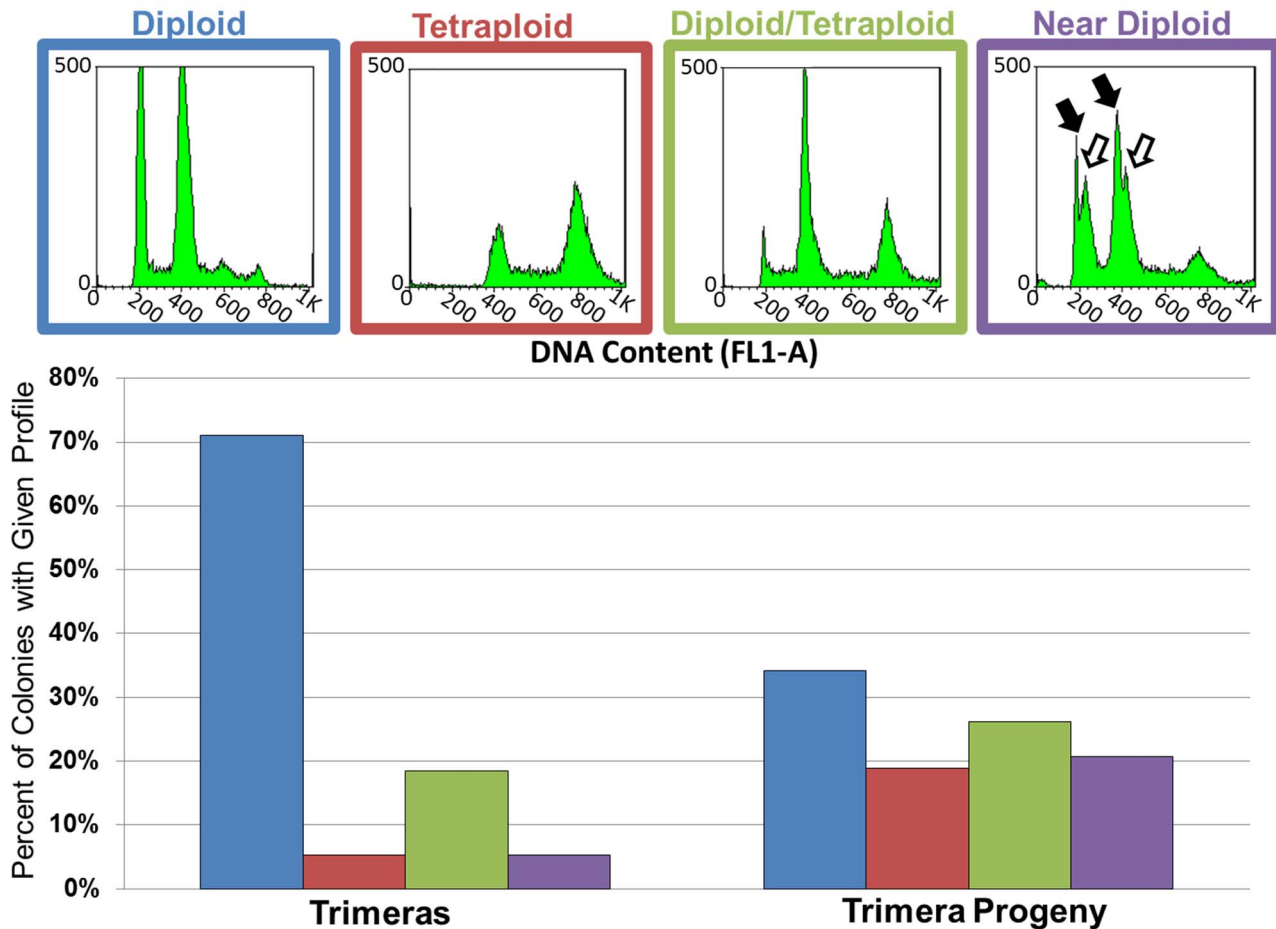 Diploid Tetraploid Diploid/Tetraploid Near Diploid
500 500 500 500
0 0 0 0
0 200 400 600 800 1K 0 200 400 600 800 1K 0 200 400 600 800 1K 0 200 400 600 800 1K
DNA Content (FL1-A)
Percent of Colonies with Given Profile
80%
70%
60%
50%
40%
30%
20%
10%
0%
Trimeras Trimera Progeny